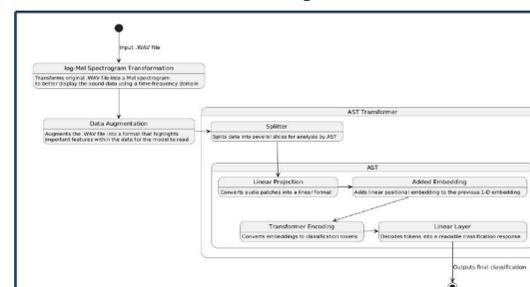 Input .WAV file
log-Mel Spectrogram Transformation
Transforms original .WAV file into a Mel spectrogram
to better display the sound data using a time-frequency domain
Data Augmentation
Augments the .WAV file into a format that highlights
important features within the data for the model to read
AST Transformer
Splitter
Splits data into several slices for analysis by AST
AST
Linear Projection
Converts audio patches into a linear format
Added Embedding
Adds linear positional embedding to the previous 1-D embedding
Transformer Encoding
Converts embeddings to classification tokens
Linear Layer
Decodes tokens into a readable classification response
Outputs final classification